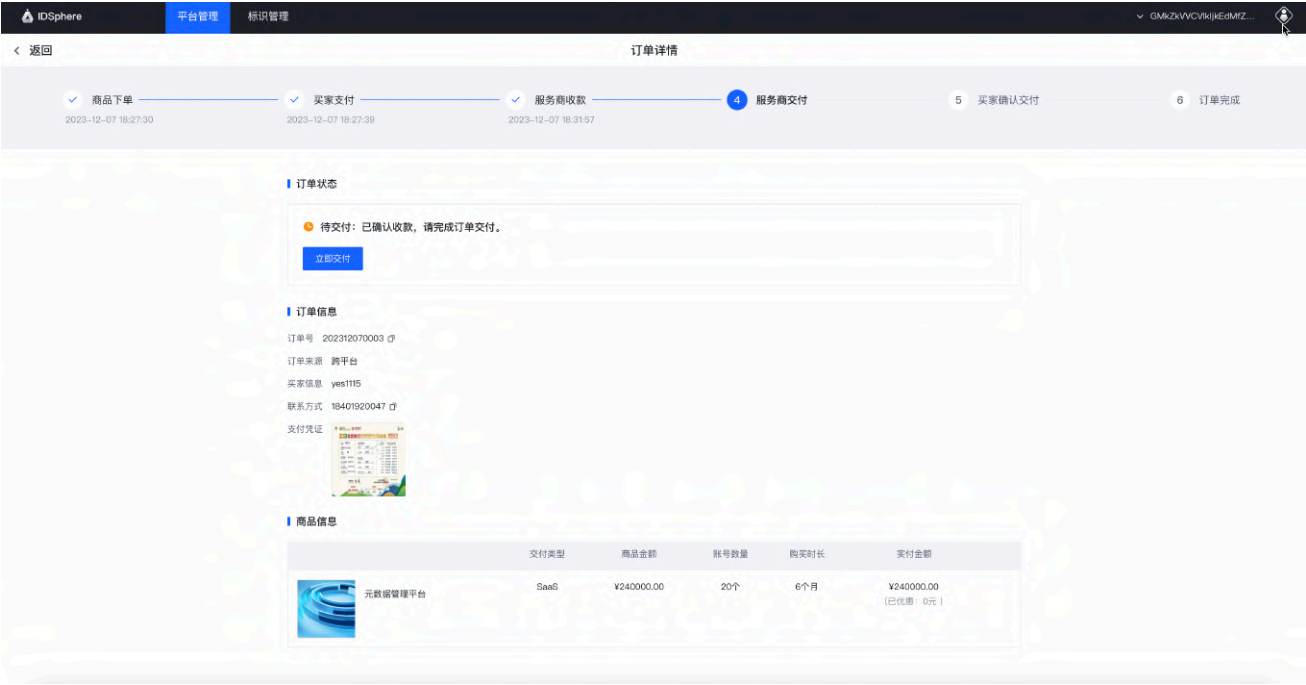 IDSphere 平台管理 标识管理 GMkZkVVCVlkIjkEdMfZ...
返回 订单详情
商品下单 买家支付 服务商收款 4 服务商交付 5 买家确认交付 6 订单完成
2023-12-07 18:27:30 2023-12-07 18:27:39 2023-12-07 18:31:57
订单状态
待交付：已确认收款，请完成订单交付。
立即交付
订单信息
订单号 202312070003
订单来源 跨平台
买家信息 yes1115
联系方式 18401920047
支付凭证
商品信息
交付类型 商品金额 账号数量 购买时长 实付金额
元数据管理平台 SaaS ¥240000.00 20个 6个月 ¥240000.00
(已优惠：0元 )